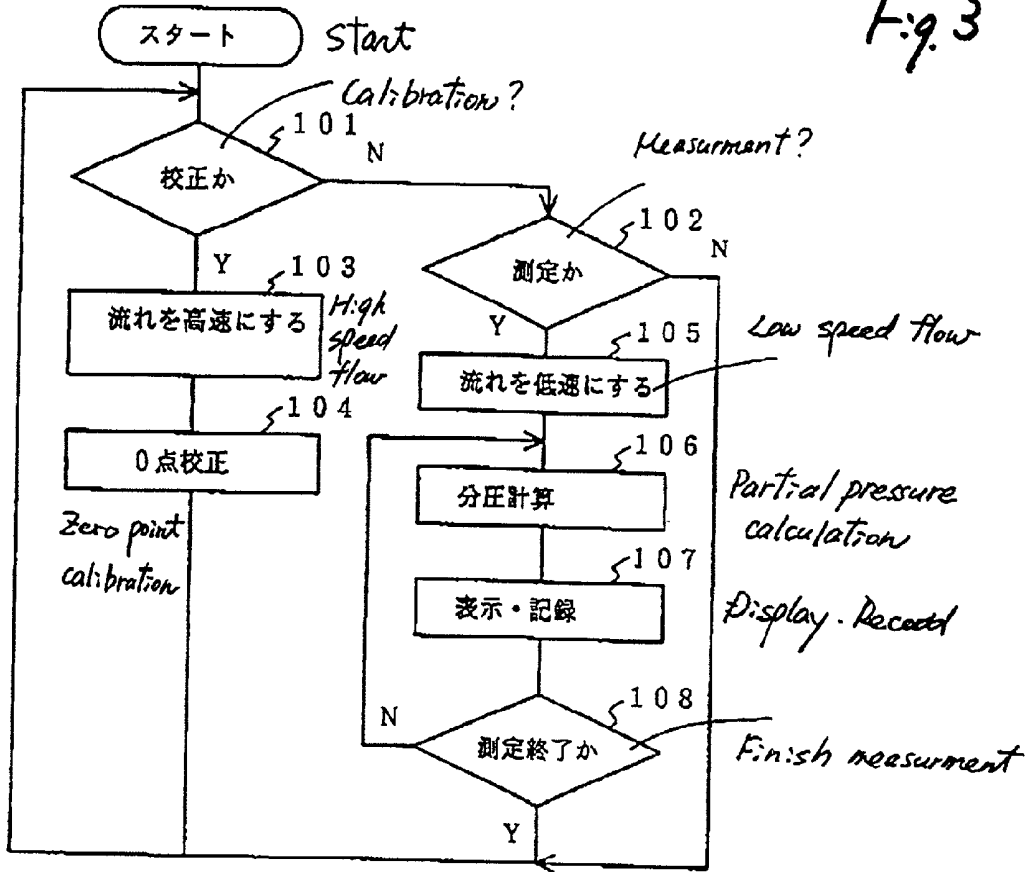 Fig. 3
スタート
Start
Calibration?
101
N
校正か
Y
Measurment?
102
N
測定か
Y
103
流れを高速にする
High
speed
flow
104
0点校正
Zero point
calibration
105
流れを低速にする
Low speed flow
106
分圧計算
Partial pressure
calculation
107
表示・記録
Display・Record
108
N
測定終了か
Y
Finish measurment